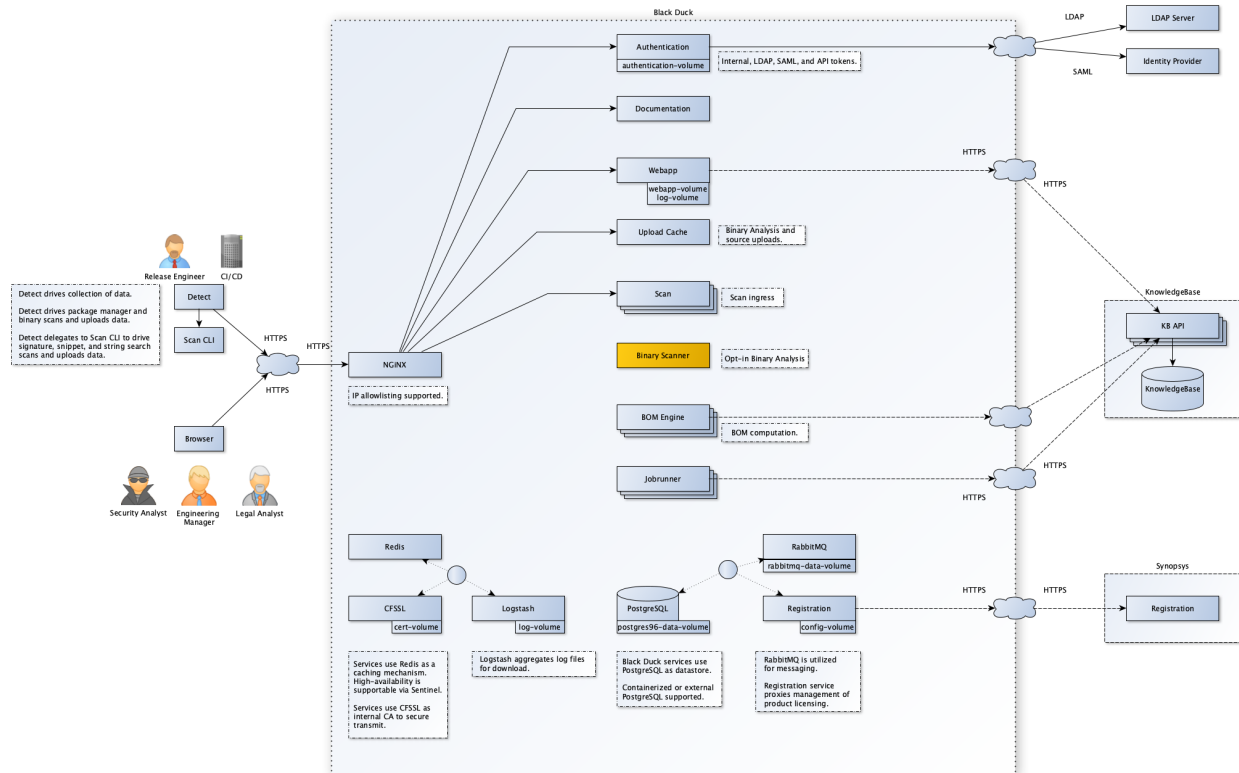 Black Duck
LDAP
LDAP Server
Authentication
authentication-volume
Internal, LDAP, SAML, and API tokens.
SAML
Identity Provider
Documentation
HTTPS
Webapp
webapp-volume
log-volume
HTTPS
Upload Cache
Binary Analysis and
source uploads.
Release Engineer
CI/CD
Detect drives collection of data.
Detect drives package manager and
binary scans and uploads data.
Detect delegates to Scan CLI to drive
signature, snippet, and string search
scans and uploads data.
Detect
Scan CLI
HTTPS
HTTPS
HTTPS
Scan
Scan ingress
KnowledgeBase
KB API
KnowledgeBase
NGINX
IP allowlisting supported.
Binary Scanner
Opt-in Binary Analysis
BOM Engine
BOM computation.
Browser
Security Analyst
Engineering
Manager
Legal Analyst
Jobrunner
HTTPS
HTTPS
Redis
RabbitMQ
rabbitmq-data-volume
CFSSL
cert-volume
Logstash
log-volume
PostgreSQL
postgres96-data-volume
Registration
config-volume
HTTPS
HTTPS
Synopsys
Registration
Services use Redis as a
caching mechanism.
High-availability is
supportable via Sentinel.
Services use CFSSL as
internal CA to secure
transmit.
Logstash aggregates log files
for download.
Black Duck services use
PostgreSQL as datastore.
Containerized or external
PostgreSQL supported.
RabbitMQ is utilized
for messaging.
Registration service
proxies management of
product licensing.